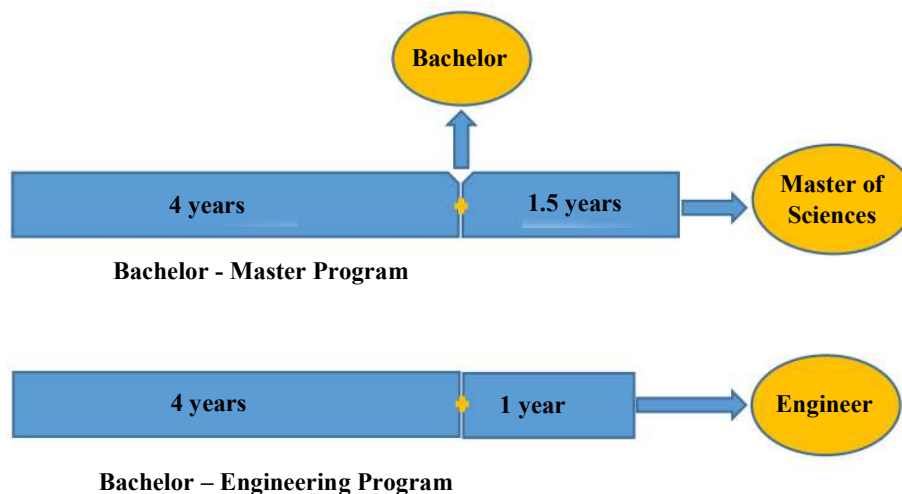 Bachelor
4 years
1.5 years
Master of
Sciences
Bachelor - Master Program
4 years
1 year
Engineer
Bachelor – Engineering Program